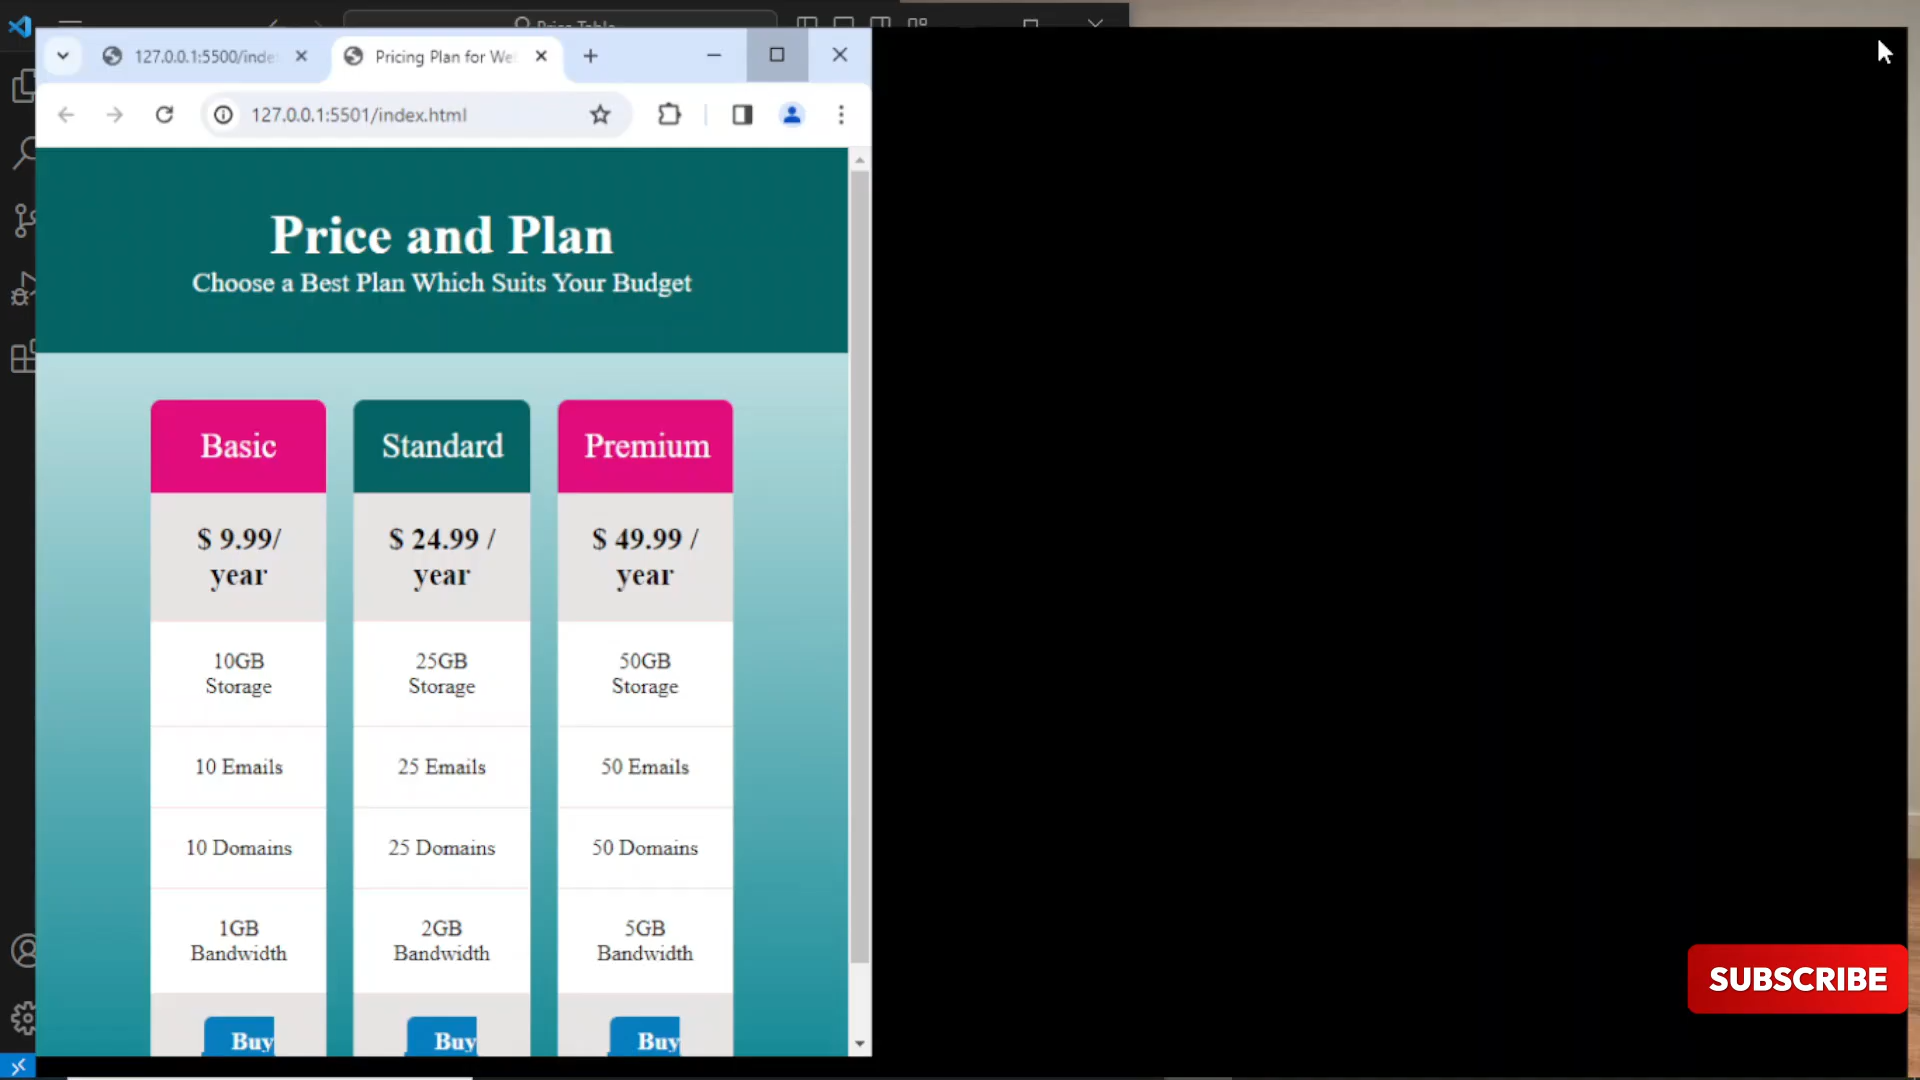 Price Table
127.0.0.1:5500/inde
Pricing Plan for We
127.0.0.1:5501/index.html
Price and Plan
Choose a Best Plan Which Suits Your Budget
Basic
Standard
Premium
$ 9.99/
year
$ 24.99 /
year
$ 49.99 /
year
10GB
Storage
25GB
Storage
50GB
Storage
10 Emails
25 Emails
50 Emails
10 Domains
25 Domains
50 Domains
1GB
Bandwidth
2GB
Bandwidth
5GB
Bandwidth
Buy
Buy
Buy
SUBSCRIBE